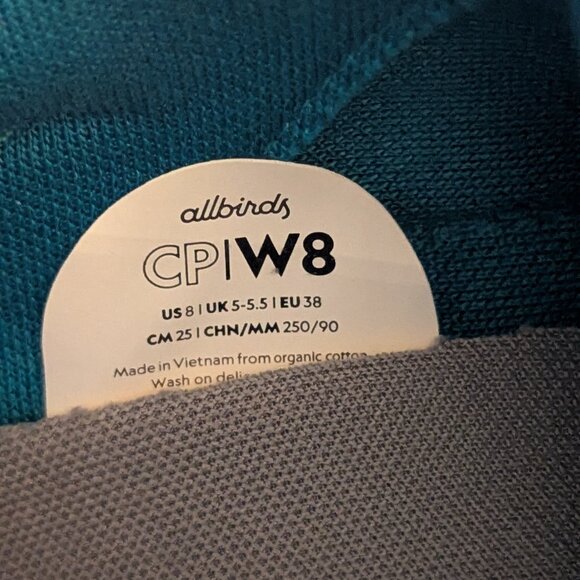 allbirds
CP|W8
US 8 | UK 5-5.5 | EU 38
CM 25 | CHN/MM 250/90
Made in Vietnam from organic cotton
Wash on